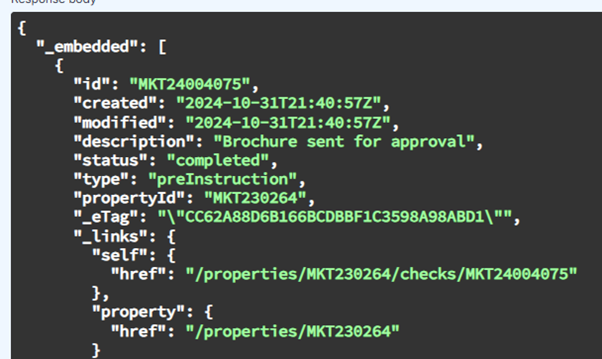 Response body
{
"_embedded": [
{
"id": "MKT24004075",
"created": "2024-10-31T21:40:57Z",
"modified": "2024-10-31T21:40:57Z",
"description": "Brochure sent for approval",
"status": "completed",
"type": "preInstruction",
"propertyId": "MKT230264",
"_eTag": "\"CC62A88D6B166BCDBBF1C3598A98ABD1\"",
"_links": {
"self": {
"href": "/properties/MKT230264/checks/MKT24004075"
},
"property": {
"href": "/properties/MKT230264"
}